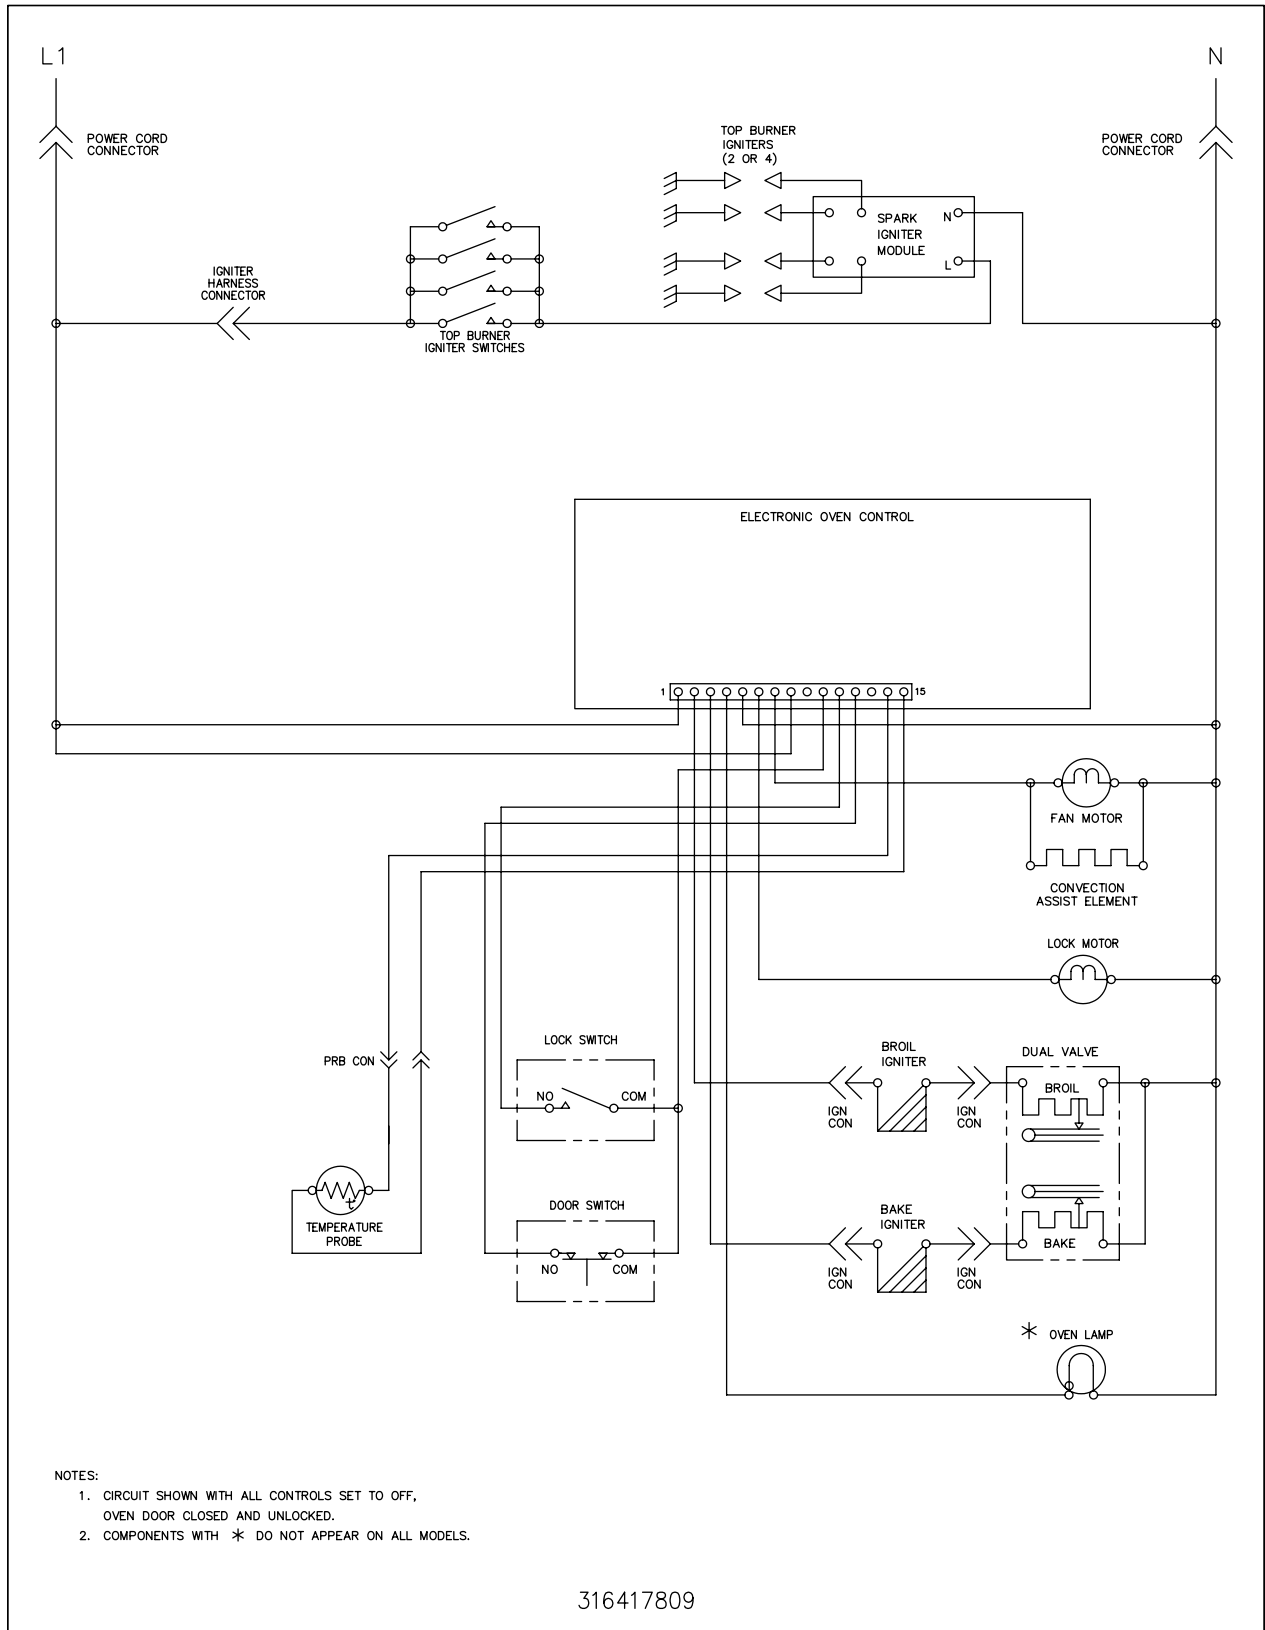 L1
N
POWER CORD
CONNECTOR
POWER CORD
CONNECTOR
TOP BURNER
IGNITERS
(2 OR 4)
SPARK
IGNITER
MODULE
N
L
IGNITER
HARNESS
CONNECTOR
TOP BURNER
IGNITER SWITCHES
ELECTRONIC OVEN CONTROL
1
15
FAN MOTOR
CONVECTION
ASSIST ELEMENT
LOCK MOTOR
LOCK SWITCH
NO
COM
PRB CON
BROIL
IGNITER
DUAL VALVE
BROIL
IGN
CON
IGN
CON
t°
TEMPERATURE
PROBE
DOOR SWITCH
NO
COM
BAKE
IGNITER
BAKE
IGN
CON
IGN
CON
* OVEN LAMP
NOTES:
1. CIRCUIT SHOWN WITH ALL CONTROLS SET TO OFF,
OVEN DOOR CLOSED AND UNLOCKED.
2. COMPONENTS WITH * DO NOT APPEAR ON ALL MODELS.
316417809